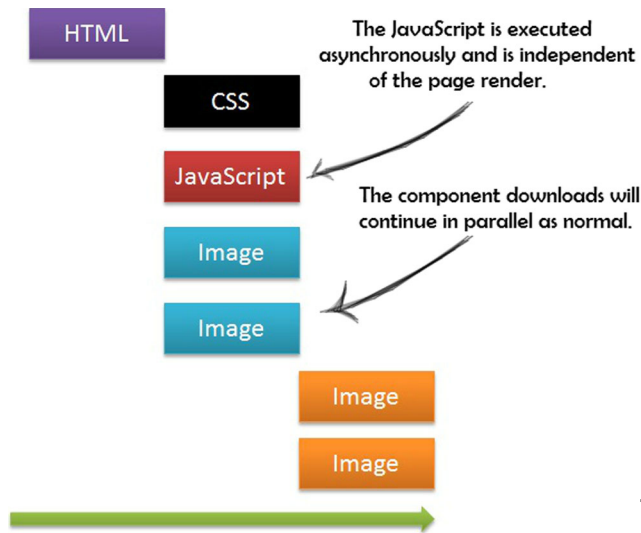 HTML
The JavaScript is executed
asynchronously and is independent
of the page render.
CSS
JavaScript
The component downloads will
continue in parallel as normal.
Image
Image
Image
Image